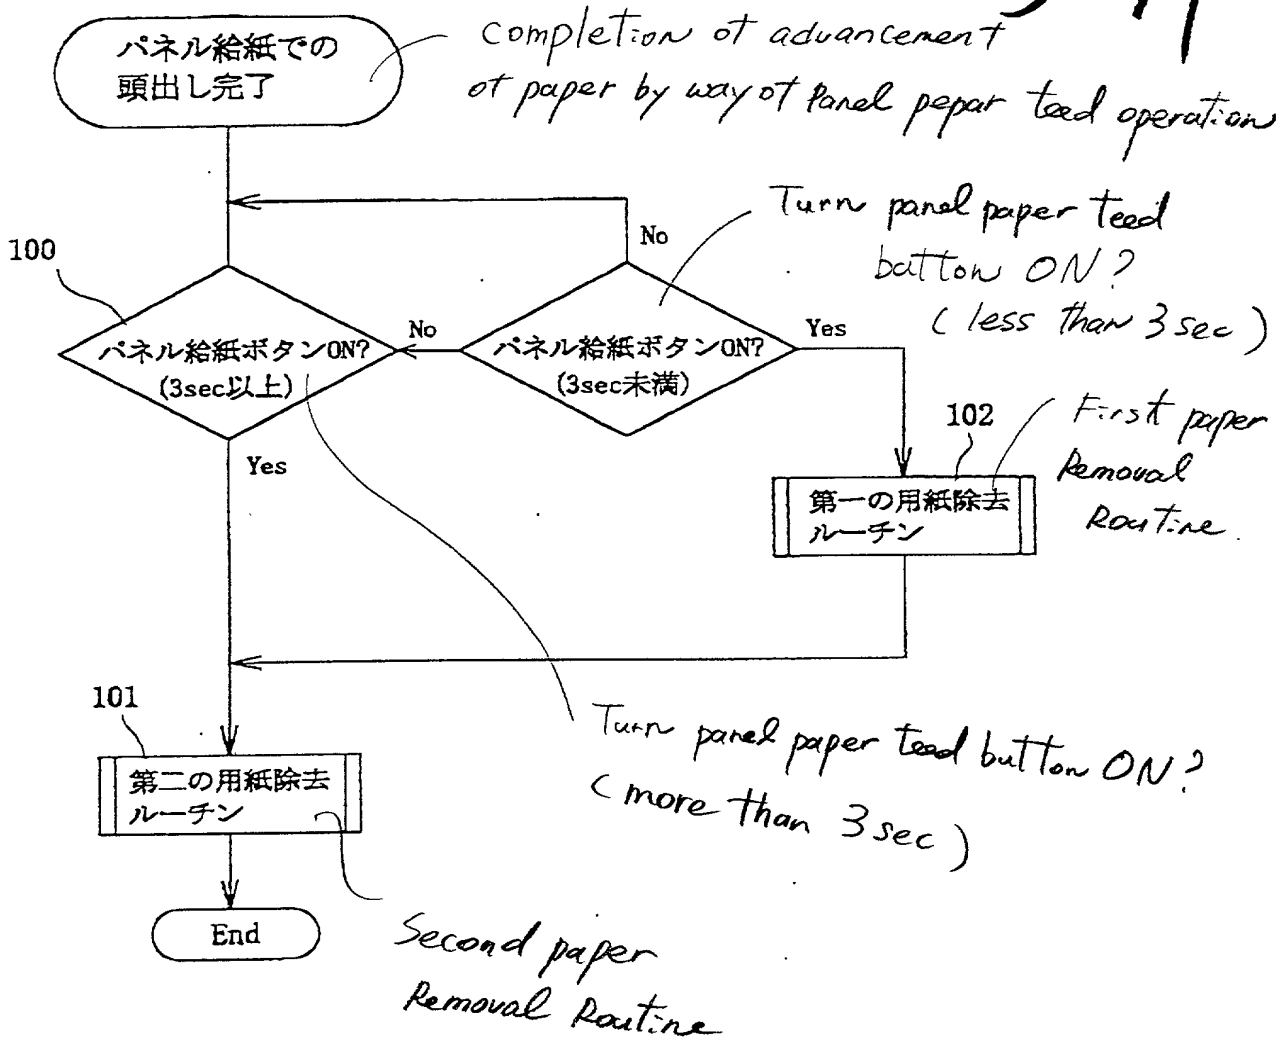 パネル給紙での
頭出し完了
completion of advancement
of paper by way of Panel pepar feed operation
Turn panel paper feed
button ON?
(less than 3sec)
No
100
パネル給紙ボタンON?
(3sec以上)
No
パネル給紙ボタンON?
(3sec未満)
Yes
102
First paper
Removal
Routine.
Yes
第一の用紙除去
ルーチン
101
Turn panel paper feed button ON?
(more than 3sec)
第二の用紙除去
ルーチン
End
Second paper
Removal Routine